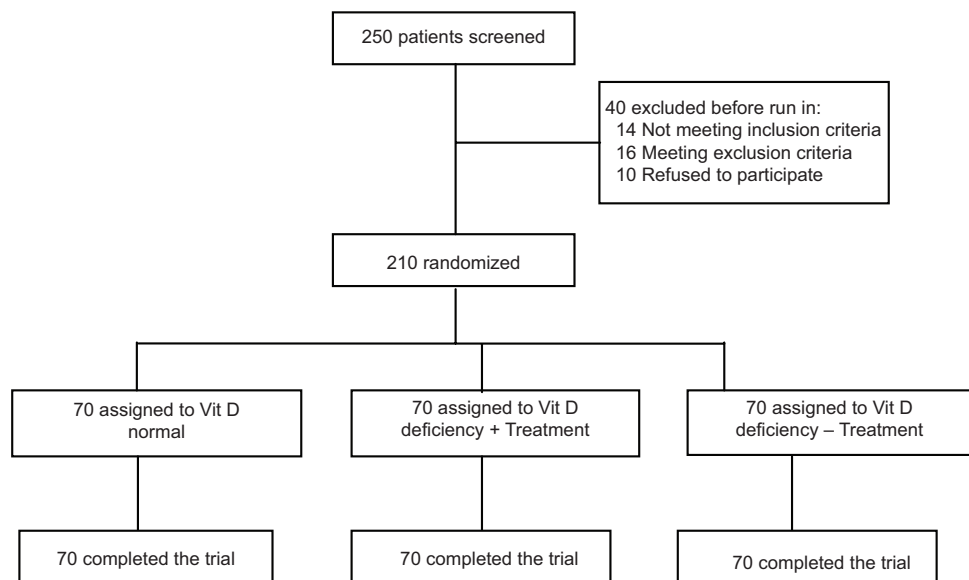 250 patients screened
40 excluded before run in:
14 Not meeting inclusion criteria
16 Meeting exclusion criteria
10 Refused to participate
210 randomized
70 assigned to Vit D
normal
70 assigned to Vit D
deficiency + Treatment
70 assigned to Vit D
deficiency – Treatment
70 completed the trial
70 completed the trial
70 completed the trial